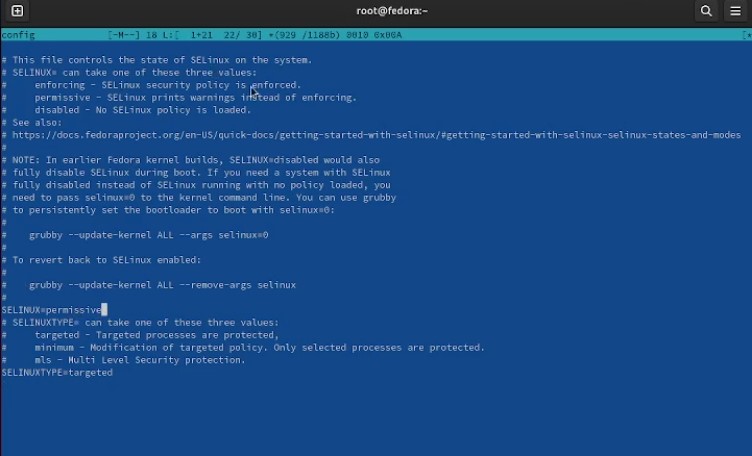 root@fedora:~
config [-M--] 18 L:[ 1+21 22/ 30] *(929 /1188b) 0010 0x00A [*
# This file controls the state of SELinux on the system.
# SELINUX= can take one of these three values:
# enforcing - SELinux security policy is enforced.
# permissive - SELinux prints warnings instead of enforcing.
# disabled - No SELinux policy is loaded.
# See also:
# https://docs.fedoraproject.org/en-US/quick-docs/getting-started-with-selinux/#getting-started-with-selinux-selinux-states-and-modes
#
# NOTE: In earlier Fedora kernel builds, SELINUX=disabled would also
# fully disable SELinux during boot. If you need a system with SELinux
# fully disabled instead of SELinux running with no policy loaded, you
# need to pass selinux=0 to the kernel command line. You can use grubby
# to persistently set the bootloader to boot with selinux=0:
#
# grubby --update-kernel ALL --args selinux=0
#
# To revert back to SELinux enabled:
#
# grubby --update-kernel ALL --remove-args selinux
#
SELINUX=permissive
# SELINUXTYPE= can take one of these three values:
# targeted - Targeted processes are protected,
# minimum - Modification of targeted policy. Only selected processes are protected.
# mls - Multi Level Security protection.
SELINUXTYPE=targeted